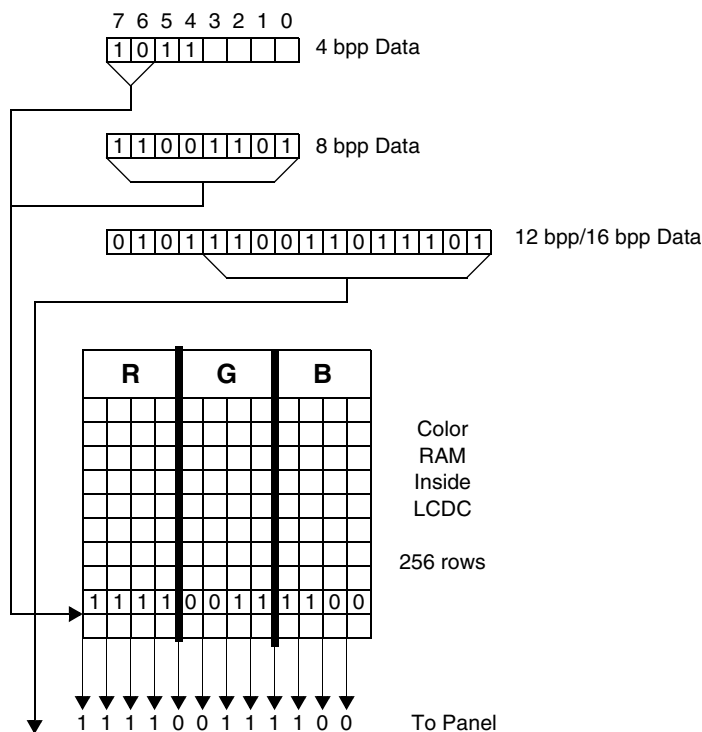 7 6 5 4 3 2 1 0
1 0 1 1 4 bpp Data
1 1 0 0 1 1 0 1 8 bpp Data
0 1 0 1 1 1 0 0 1 1 0 1 1 1 0 1 12 bpp/16 bpp Data
R G B
Color
RAM
Inside
LCDC
256 rows
1 1 1 1 0 0 1 1 1 1 0 0
1 1 1 1 0 0 1 1 1 1 0 0 To Panel